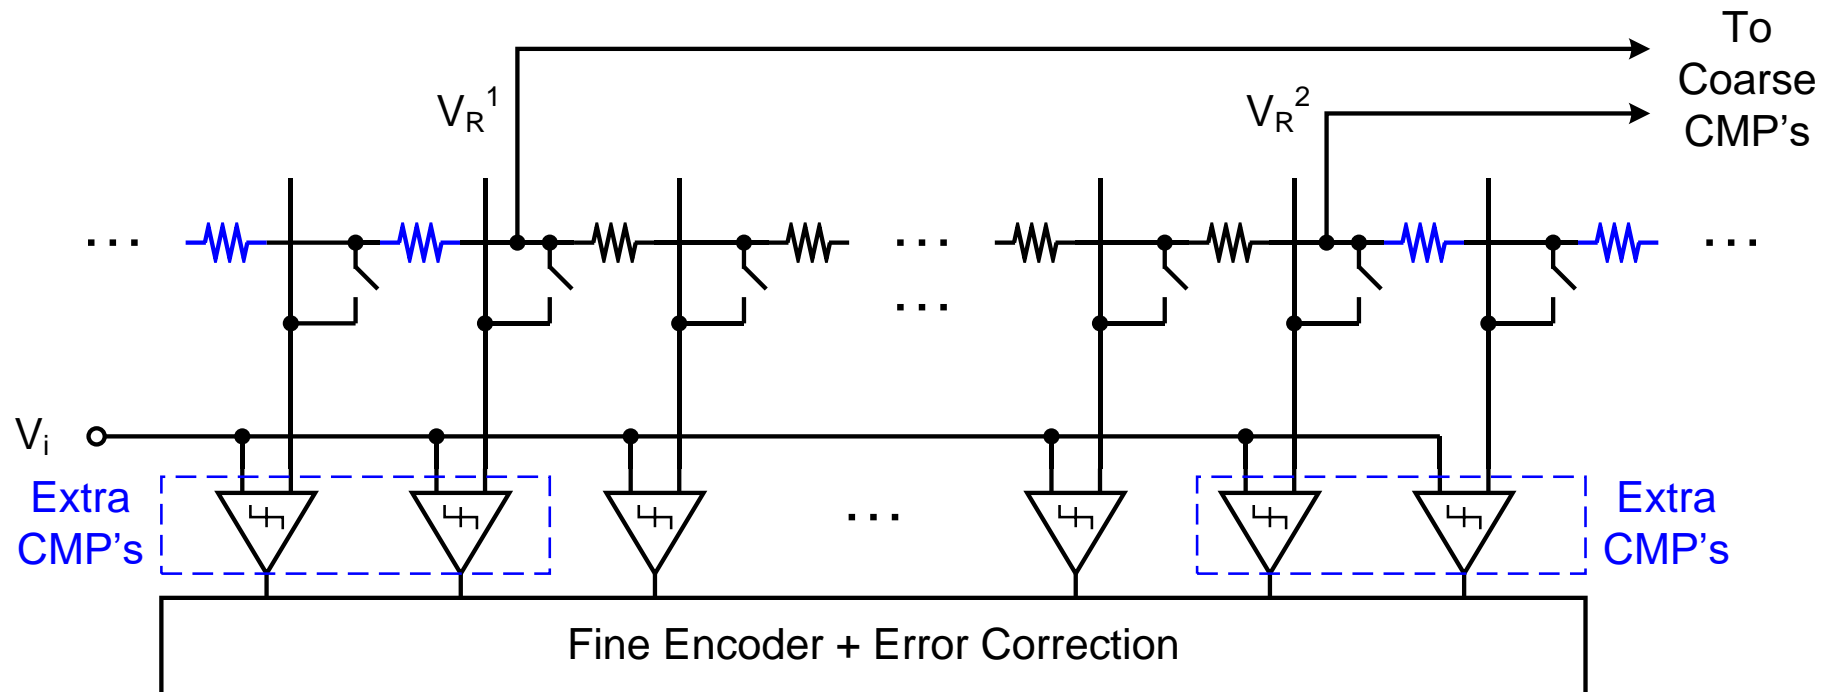 To
Coarse
CMP's
V_R^1
V_R^2
...
...
...
...
V_i
Extra
CMP's
...
Extra
CMP's
Fine Encoder + Error Correction